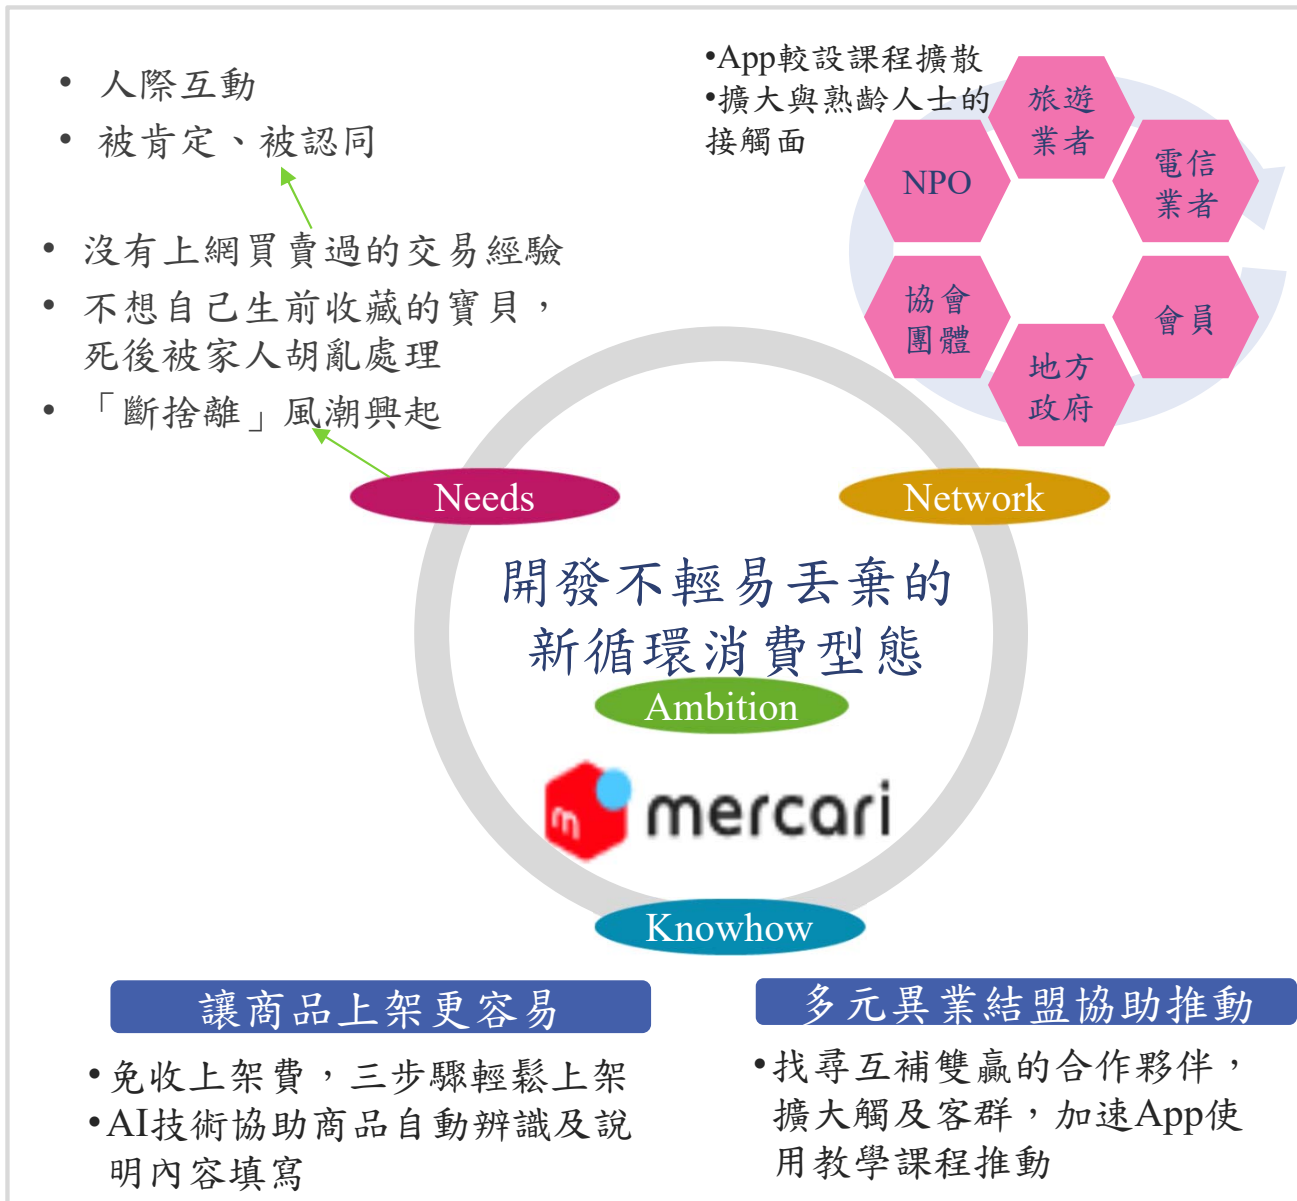 •人際互動
•被肯定、被認同
•沒有上網買賣過的交易經驗
•不想自己生前收藏的寶貝，
死後被家人胡亂處理
•「斷捨離」風潮興起
•App較設課程擴散
•擴大與熟齡人士的
接觸面
旅遊
業者
NPO
電信
業者
協會
團體
會員
地方
政府
Needs
Network
開發不輕易丟棄的
新循環消費型態
Ambition
m
mercari
Knowhow
讓商品上架更容易
•免收上架費，三步驟輕鬆上架
•AI技術協助商品自動辨識及說
明內容填寫
多元異業結盟協助推動
•找尋互補雙贏的合作夥伴，
擴大觸及客群，加速App使
用教學課程推動